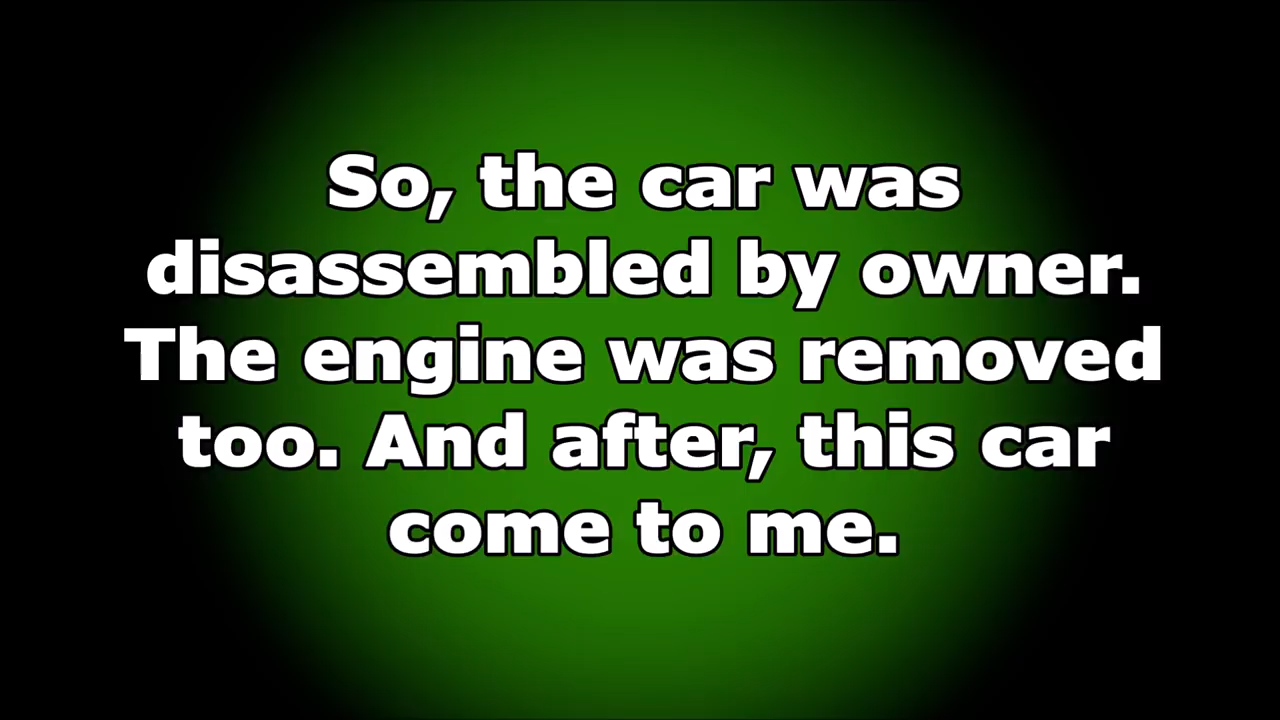 So, the car was
disassembled by owner.
The engine was removed
too. And after, this car
come to me.